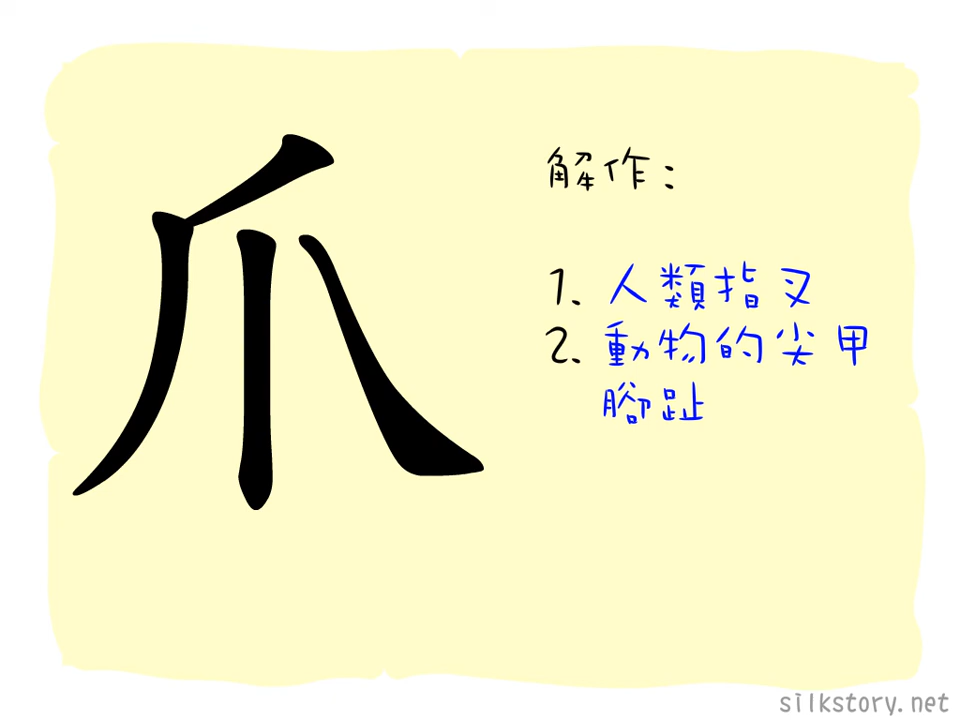 爪
解作：
1. 人類指叉
2. 動物的尖甲
腳趾
silkstory.net